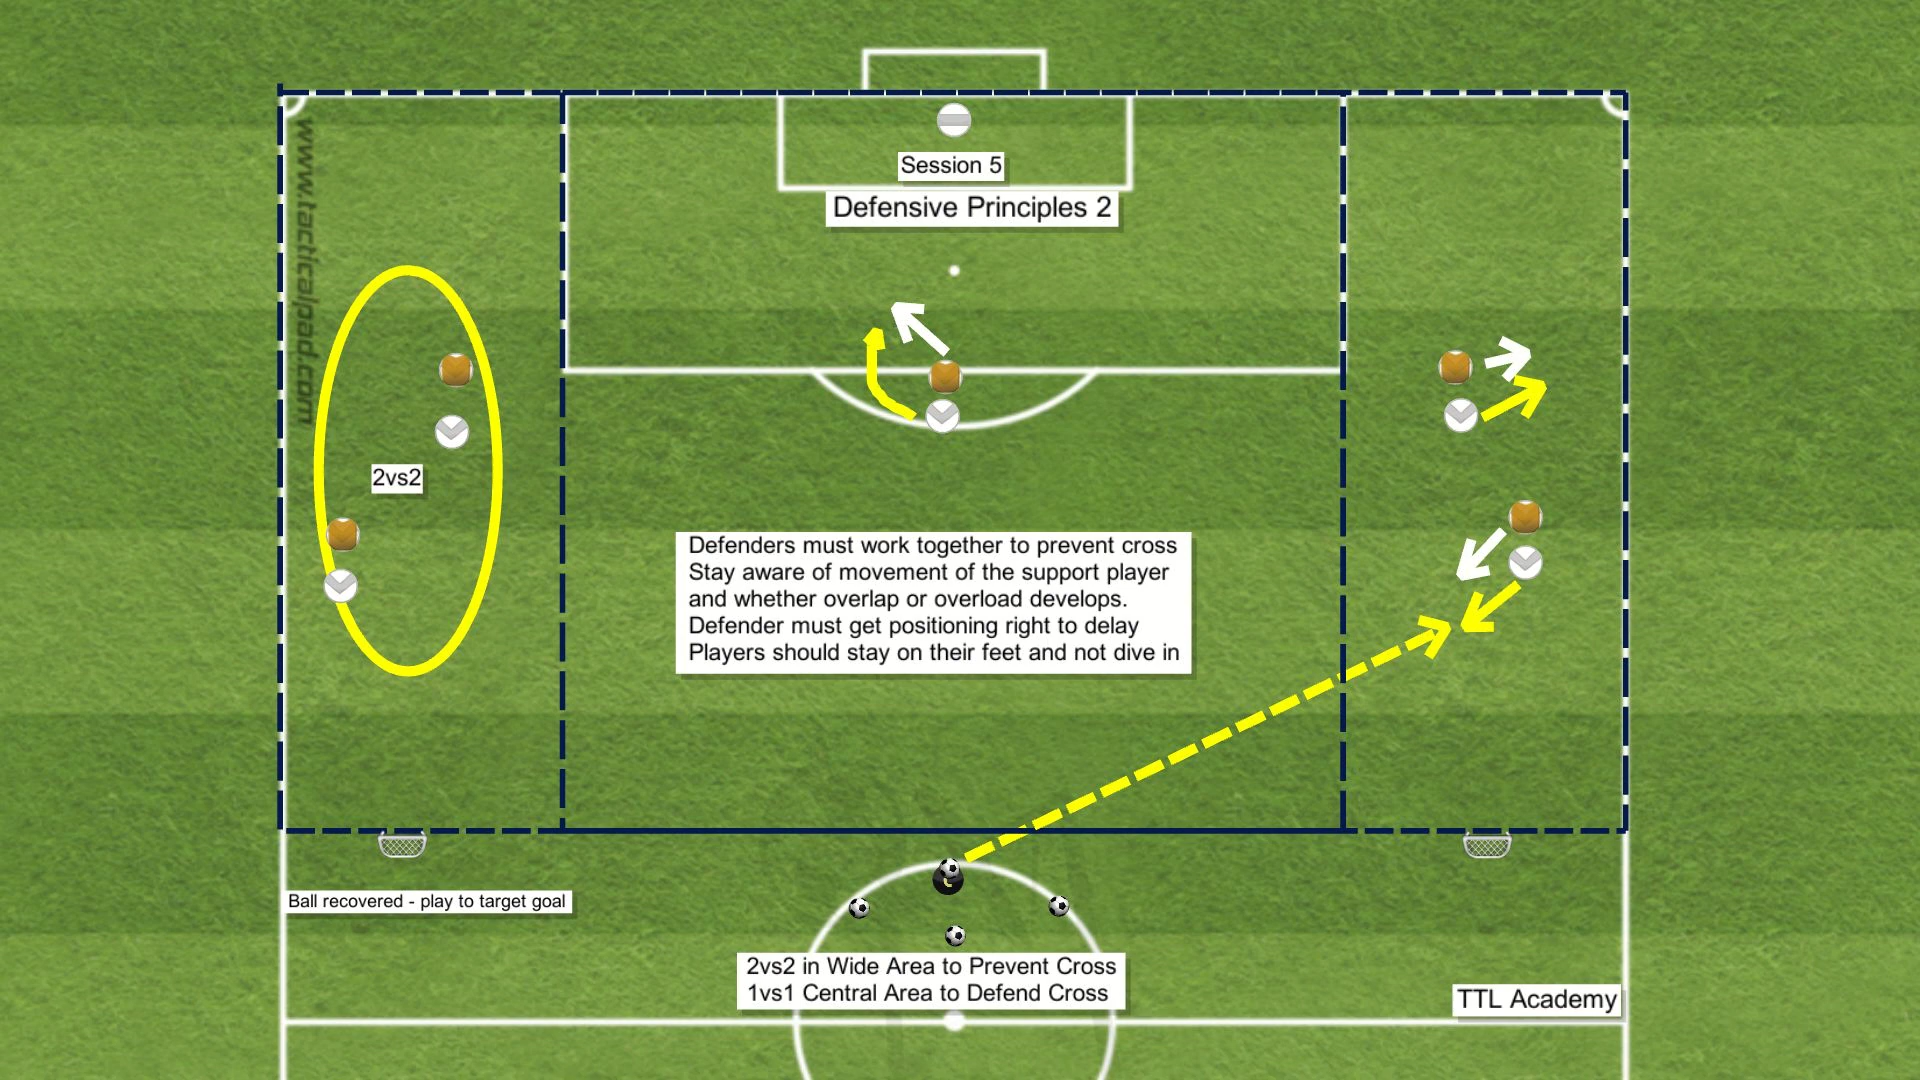 Session 5
Defensive Principles 2
www.tacticalpad.com
2vs2
Defenders must work together to prevent cross
Stay aware of movement of the support player
and whether overlap or overload develops.
Defender must get positioning right to delay
Players should stay on their feet and not dive in
Ball recovered - play to target goal
2vs2 in Wide Area to Prevent Cross
1vs1 Central Area to Defend Cross
TTL Academy